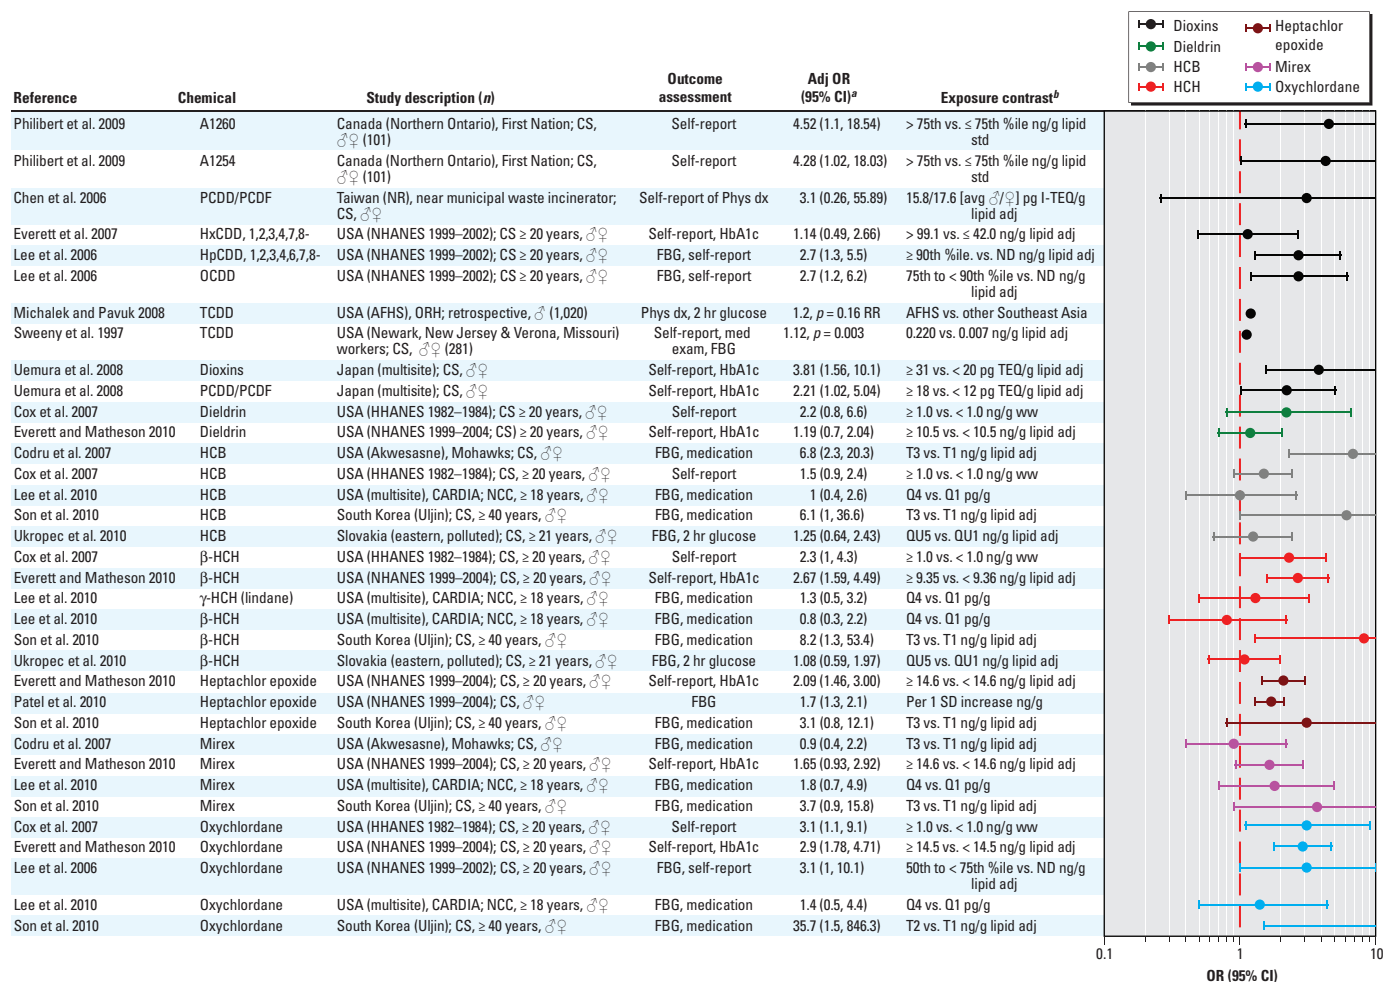 Dioxins
Dieldrin
HCB
HCH
Heptachlor
epoxide
Mirex
Oxychlordane
Reference Chemical Study description (n) Outcome assessment Adj OR (95% CI)a Exposure contrastb
Philibert et al. 2009 A1260 Canada (Northern Ontario), First Nation; CS, Self-report 4.52 (1.1, 18.54) > 75th vs. ≤ 75th %ile ng/g lipid
♂♀ (101) std
Philibert et al. 2009 A1254 Canada (Northern Ontario), First Nation; CS, Self-report 4.28 (1.02, 18.03) > 75th vs. ≤ 75th %ile ng/g lipid
♂♀ (101) std
Chen et al. 2006 PCDD/PCDF Taiwan (NR), near municipal waste incinerator; Self-report of Phys dx 3.1 (0.26, 55.89) 15.8/17.6 [avg ♂/♀] pg I-TEQ/g
CS, ♂♀ lipid adj
Everett et al. 2007 HxCDD, 1,2,3,4,7,8- USA (NHANES 1999–2002); CS ≥ 20 years, ♂♀ Self-report, HbA1c 1.14 (0.49, 2.66) > 99.1 vs. ≤ 42.0 ng/g lipid adj
Lee et al. 2006 HpCDD, 1,2,3,4,6,7,8- USA (NHANES 1999–2002); CS ≥ 20 years, ♂♀ FBG, self-report 2.7 (1.3, 5.5) ≥ 90th %ile. vs. ND ng/g lipid adj
Lee et al. 2006 OCDD USA (NHANES 1999–2002); CS ≥ 20 years, ♂♀ FBG, self-report 2.7 (1.2, 6.2) 75th to < 90th %ile vs. ND ng/g
lipid adj
Michalek and Pavuk 2008 TCDD USA (AFHS), ORH; retrospective, ♂ (1,020) Phys dx, 2 hr glucose 1.2, p = 0.16 RR AFHS vs. other Southeast Asia
Sweeny et al. 1997 TCDD USA (Newark, New Jersey & Verona, Missouri) Self-report, med 1.12, p = 0.003 0.220 vs. 0.007 ng/g lipid adj
workers; CS, ♂♀ (281) exam, FBG
Uemura et al. 2008 Dioxins Japan (multisite); CS, ♂♀ Self-report, HbA1c 3.81 (1.56, 10.1) ≥ 31 vs. < 20 pg TEQ/g lipid adj
Uemura et al. 2008 PCDD/PCDF Japan (multisite); CS, ♂♀ Self-report, HbA1c 2.21 (1.02, 5.04) ≥ 18 vs. < 12 pg TEQ/g lipid adj
Cox et al. 2007 Dieldrin USA (HHANES 1982–1984); CS ≥ 20 years, ♂♀ Self-report 2.2 (0.8, 6.6) ≥ 1.0 vs. < 1.0 ng/g ww
Everett and Matheson 2010 Dieldrin USA (NHANES 1999–2004; CS) ≥ 20 years, ♂♀ Self-report, HbA1c 1.19 (0.7, 2.04) ≥ 10.5 vs. < 10.5 ng/g lipid adj
Codru et al. 2007 HCB USA (Akwesasne), Mohawks; CS, ♂♀ FBG, medication 6.8 (2.3, 20.3) T3 vs. T1 ng/g lipid adj
Cox et al. 2007 HCB USA (HHANES 1982–1984); CS, ≥ 20 years, ♂♀ Self-report 1.5 (0.9, 2.4) ≥ 1.0 vs. < 1.0 ng/g ww
Lee et al. 2010 HCB USA (multisite), CARDIA; NCC, ≥ 18 years, ♂♀ FBG, medication 1 (0.4, 2.6) Q4 vs. Q1 pg/g
Son et al. 2010 HCB South Korea (Uljin); CS, ≥ 40 years, ♂♀ FBG, medication 6.1 (1, 36.6) T3 vs. T1 ng/g lipid adj
Ukropec et al. 2010 HCB Slovakia (eastern, polluted); CS, ≥ 21 years, ♂♀ FBG, 2 hr glucose 1.25 (0.64, 2.43) QU5 vs. QU1 ng/g lipid adj
Cox et al. 2007 β-HCH USA (HHANES 1982–1984); CS, ≥ 20 years, ♂♀ Self-report 2.3 (1, 4.3) ≥ 1.0 vs. < 1.0 ng/g ww
Everett and Matheson 2010 β-HCH USA (NHANES 1999–2004); CS, ≥ 20 years, ♂♀ Self-report, HbA1c 2.67 (1.59, 4.49) ≥ 9.35 vs. < 9.36 ng/g lipid adj
Lee et al. 2010 γ-HCH (lindane) USA (multisite), CARDIA; NCC, ≥ 18 years, ♂♀ FBG, medication 1.3 (0.5, 3.2) Q4 vs. Q1 pg/g
Lee et al. 2010 β-HCH USA (multisite), CARDIA; NCC, ≥ 18 years, ♂♀ FBG, medication 0.8 (0.3, 2.2) Q4 vs. Q1 pg/g
Son et al. 2010 β-HCH South Korea (Uljin); CS, ≥ 40 years, ♂♀ FBG, medication 8.2 (1.3, 53.4) T3 vs. T1 ng/g lipid adj
Ukropec et al. 2010 β-HCH Slovakia (eastern, polluted); CS, ≥ 21 years, ♂♀ FBG, 2 hr glucose 1.08 (0.59, 1.97) QU5 vs. QU1 ng/g lipid adj
Everett and Matheson 2010 Heptachlor epoxide USA (NHANES 1999–2004); CS, ≥ 20 years, ♂♀ Self-report, HbA1c 2.09 (1.46, 3.00) ≥ 14.6 vs. < 14.6 ng/g lipid adj
Patel et al. 2010 Heptachlor epoxide USA (NHANES 1999–2004); CS, ♂♀ FBG 1.7 (1.3, 2.1) Per 1 SD increase ng/g
Son et al. 2010 Heptachlor epoxide South Korea (Uljin); CS, ≥ 40 years, ♂♀ FBG, medication 3.1 (0.8, 12.1) T3 vs. T1 ng/g lipid adj
Codru et al. 2007 Mirex USA (Akwesasne), Mohawks; CS, ♂♀ FBG, medication 0.9 (0.4, 2.2) T3 vs. T1 ng/g lipid adj
Everett and Matheson 2010 Mirex USA (NHANES 1999–2004); CS, ≥ 20 years, ♂♀ Self-report, HbA1c 1.65 (0.93, 2.92) ≥ 14.6 vs. < 14.6 ng/g lipid adj
Lee et al. 2010 Mirex USA (multisite), CARDIA; NCC, ≥ 18 years, ♂♀ FBG, medication 1.8 (0.7, 4.9) Q4 vs. Q1 pg/g
Son et al. 2010 Mirex South Korea (Uljin); CS, ≥ 40 years, ♂♀ FBG, medication 3.7 (0.9, 15.8) T3 vs. T1 ng/g lipid adj
Cox et al. 2007 Oxychlordane USA (HHANES 1982–1984); CS, ≥ 20 years, ♂♀ Self-report 3.1 (1.1, 9.1) ≥ 1.0 vs. < 1.0 ng/g ww
Everett and Matheson 2010 Oxychlordane USA (NHANES 1999–2004); CS, ≥ 20 years, ♂♀ Self-report, HbA1c 2.9 (1.78, 4.71) ≥ 14.5 vs. < 14.5 ng/g lipid adj
Lee et al. 2006 Oxychlordane USA (NHANES 1999–2002); CS, ≥ 20 years, ♂♀ FBG, self-report 3.1 (1, 10.1) 50th to < 75th %ile vs. ND ng/g
lipid adj
Lee et al. 2010 Oxychlordane USA (multisite), CARDIA; NCC, ≥ 18 years, ♂♀ FBG, medication 1.4 (0.5, 4.4) Q4 vs. Q1 pg/g
Son et al. 2010 Oxychlordane South Korea (Uljin); CS, ≥ 40 years, ♂♀ FBG, medication 35.7 (1.5, 846.3) T2 vs. T1 ng/g lipid adj
0.1 1 10
OR (95% CI)